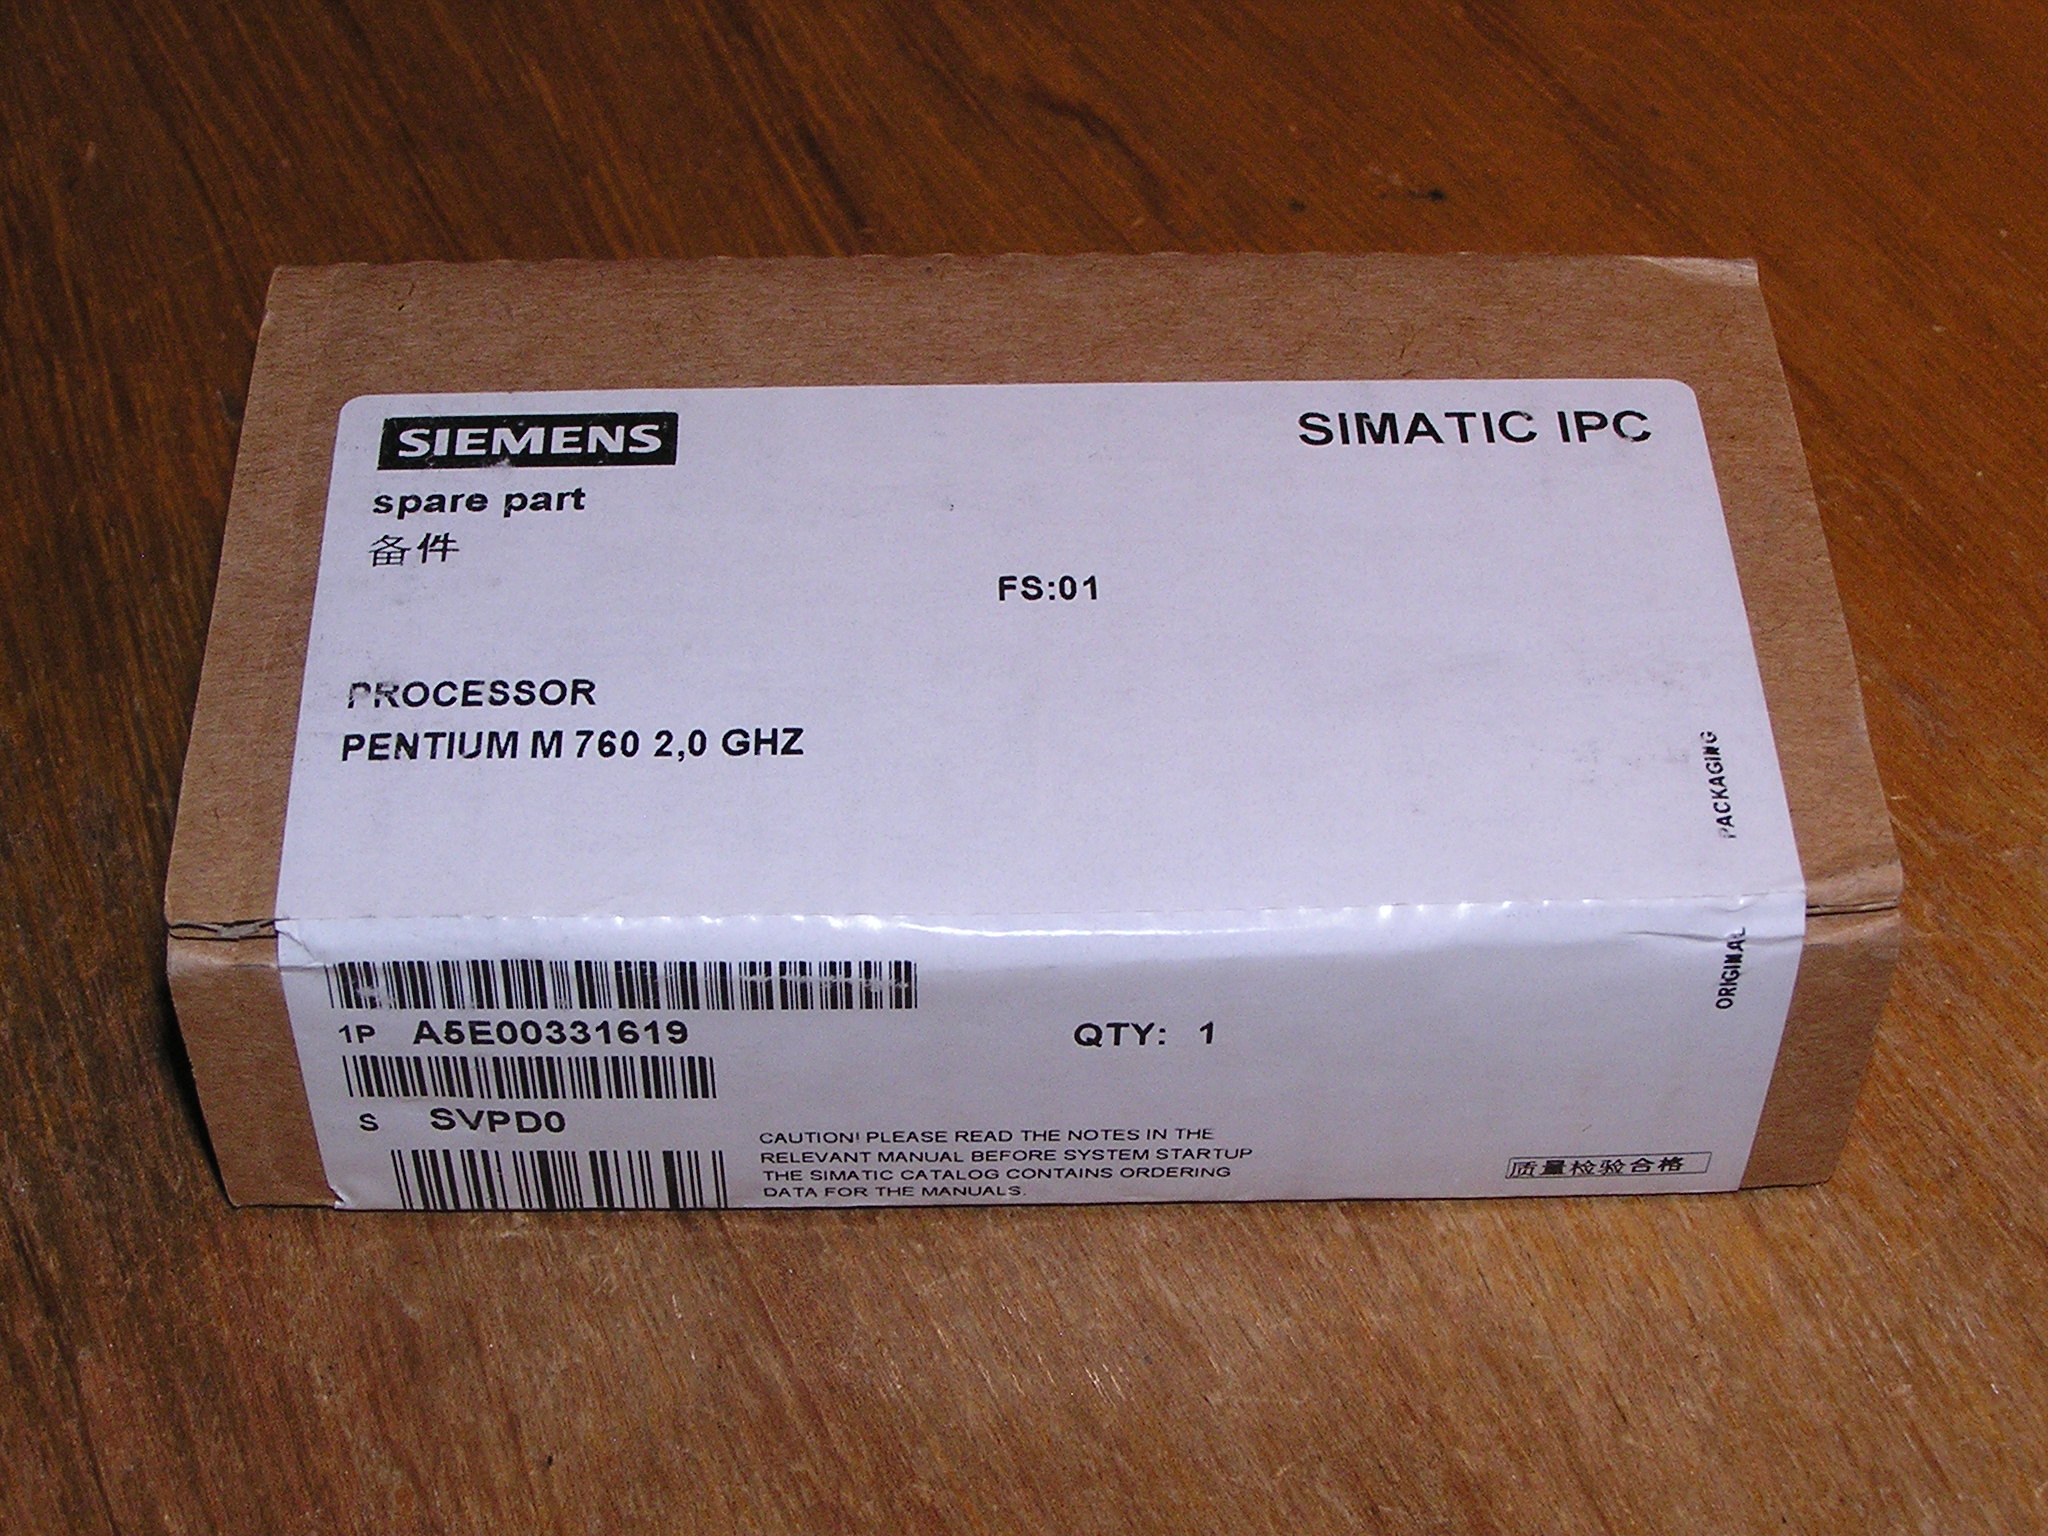 SIEMENS
SIMATIC IPC
spare part
备件
FS:01
PROCESSOR
PENTIUM M 760 2,0 GHZ
ORIGINAL PACKAGING
1P A5E00331619
QTY: 1
S SVPD0
CAUTION! PLEASE READ THE NOTES IN THE
RELEVANT MANUAL BEFORE SYSTEM STARTUP
THE SIMATIC CATALOG CONTAINS ORDERING
DATA FOR THE MANUALS.
质量检验合格